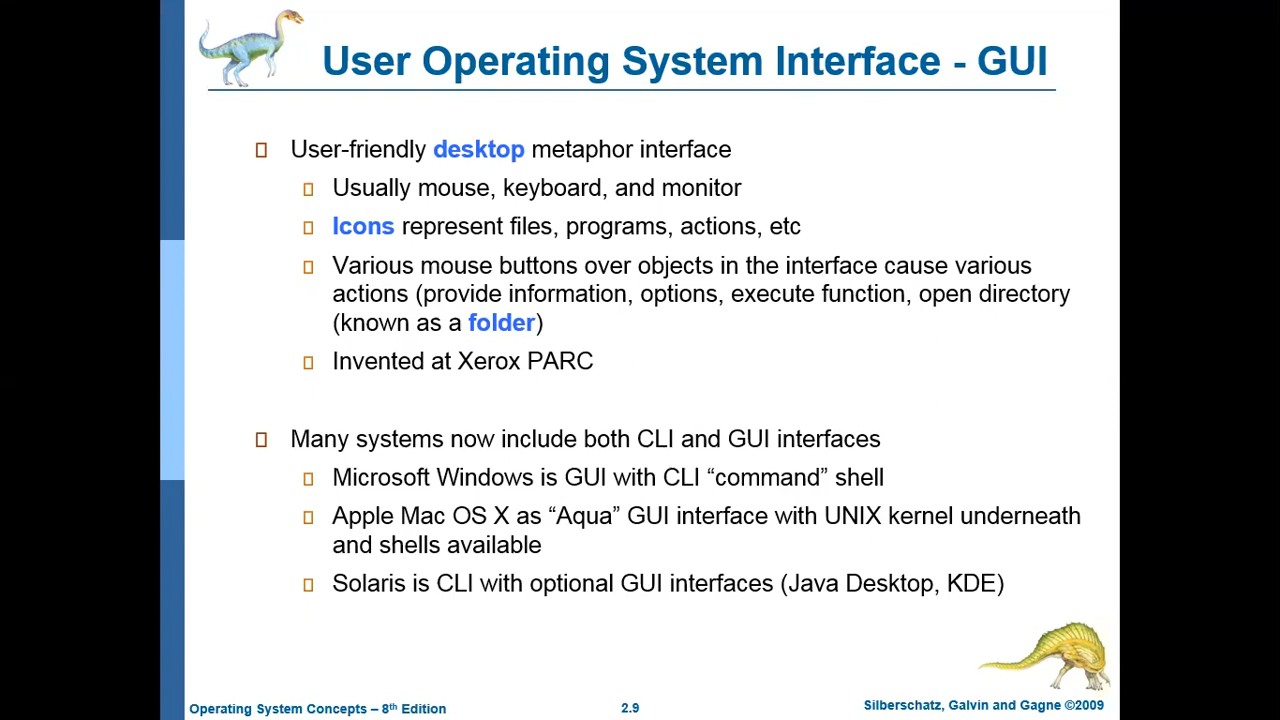 User Operating System Interface - GUI
User-friendly desktop metaphor interface
Usually mouse, keyboard, and monitor
Icons represent files, programs, actions, etc
Various mouse buttons over objects in the interface cause various
actions (provide information, options, execute function, open directory
(known as a folder)
Invented at Xerox PARC
Many systems now include both CLI and GUI interfaces
Microsoft Windows is GUI with CLI “command” shell
Apple Mac OS X as “Aqua” GUI interface with UNIX kernel underneath
and shells available
Solaris is CLI with optional GUI interfaces (Java Desktop, KDE)
Operating System Concepts – 8th Edition
2.9
Silberschatz, Galvin and Gagne ©2009